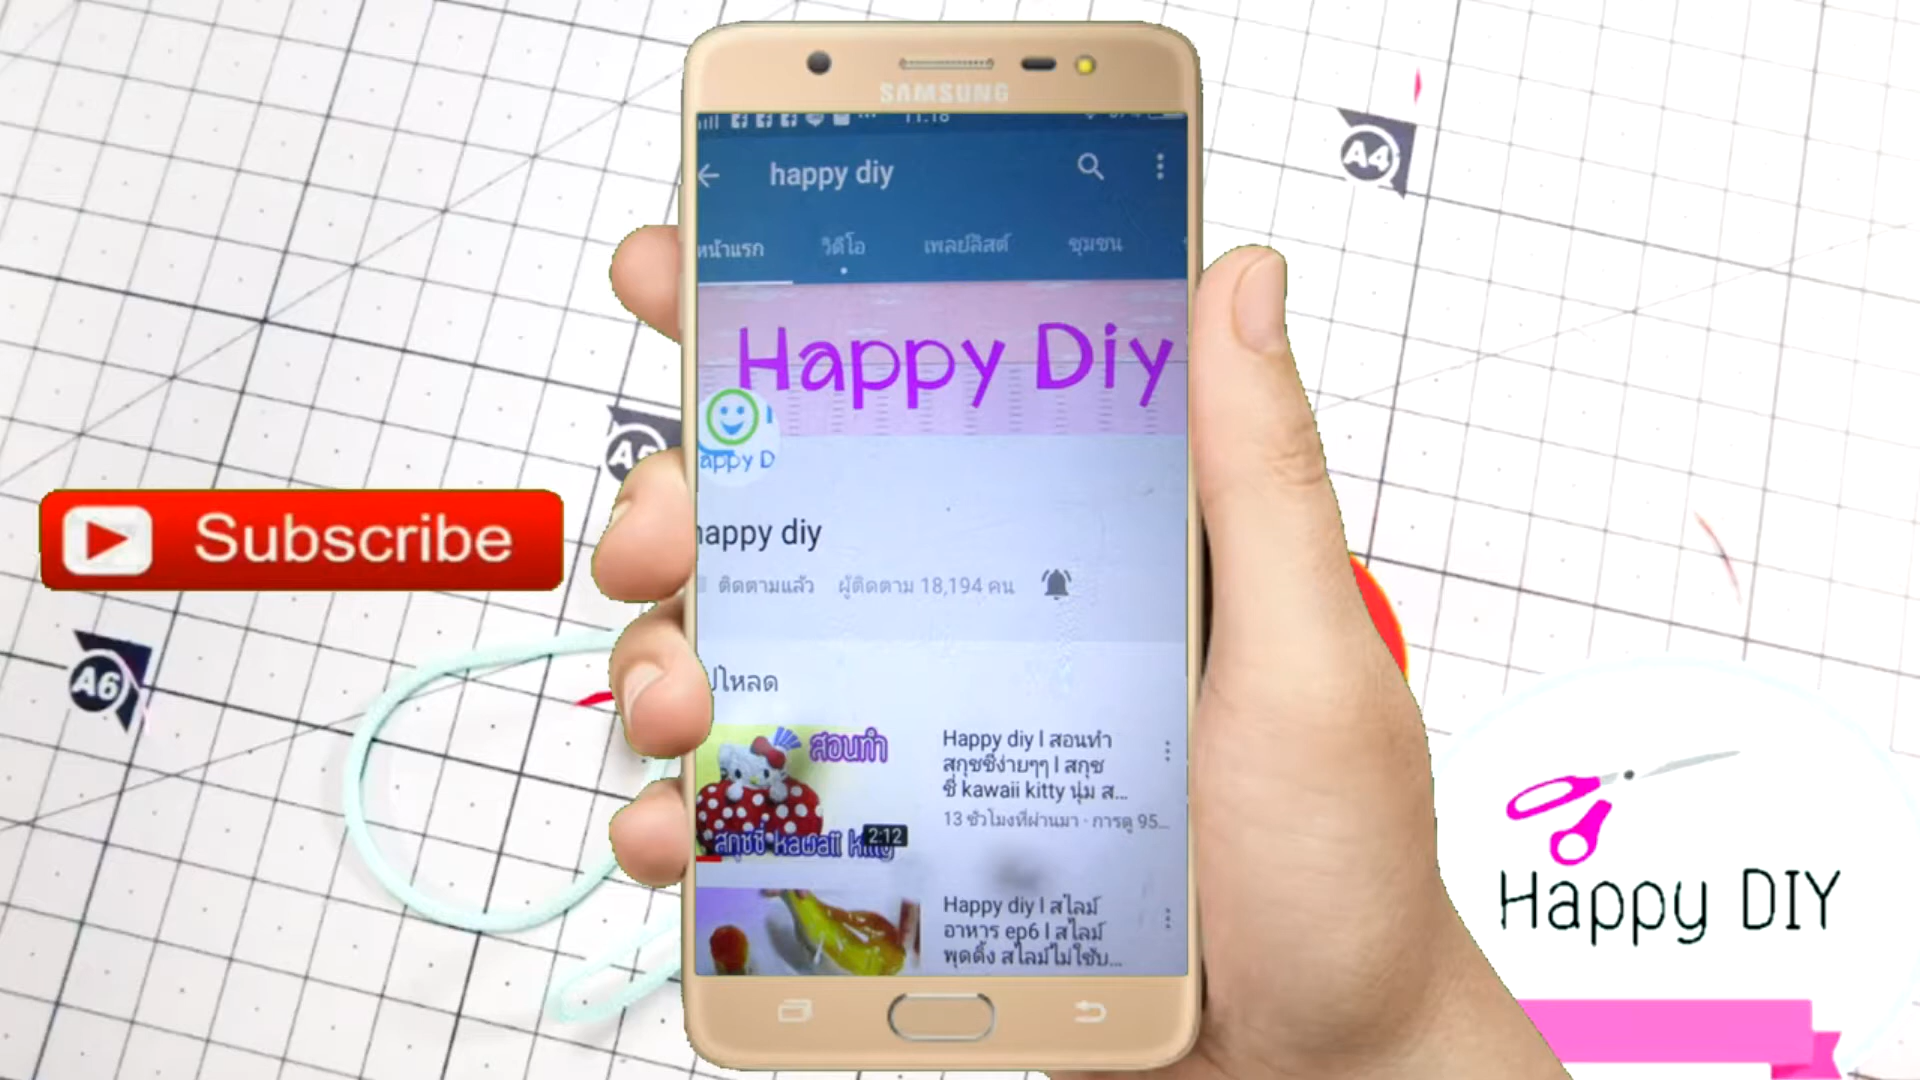 SAMSUNG
11:18
happy diy
หน้าแรก
วิดีโอ
เพลย์ลิสต์
ชุมชน
Happy Diy
appy D
happy diy
ติดตามแล้ว ผู้ติดตาม 18,194 คน
ปโหลด
สอนทำ
สกุชชี่ kawaii kitty
2:12
Happy diy l สอนทำ
สกุชชี่ง่ายๆๆ l สกุช
ชี่ kawaii kitty นุ่ม ส...
13 ชั่วโมงที่ผ่านมา · การดู 95...
Happy diy l สไลม์
อาหาร ep6 l สไลม์
พุดดิ้ง สไลม์ไม่ใช้บ...
Subscribe
A4
A5
A6
Happy DIY